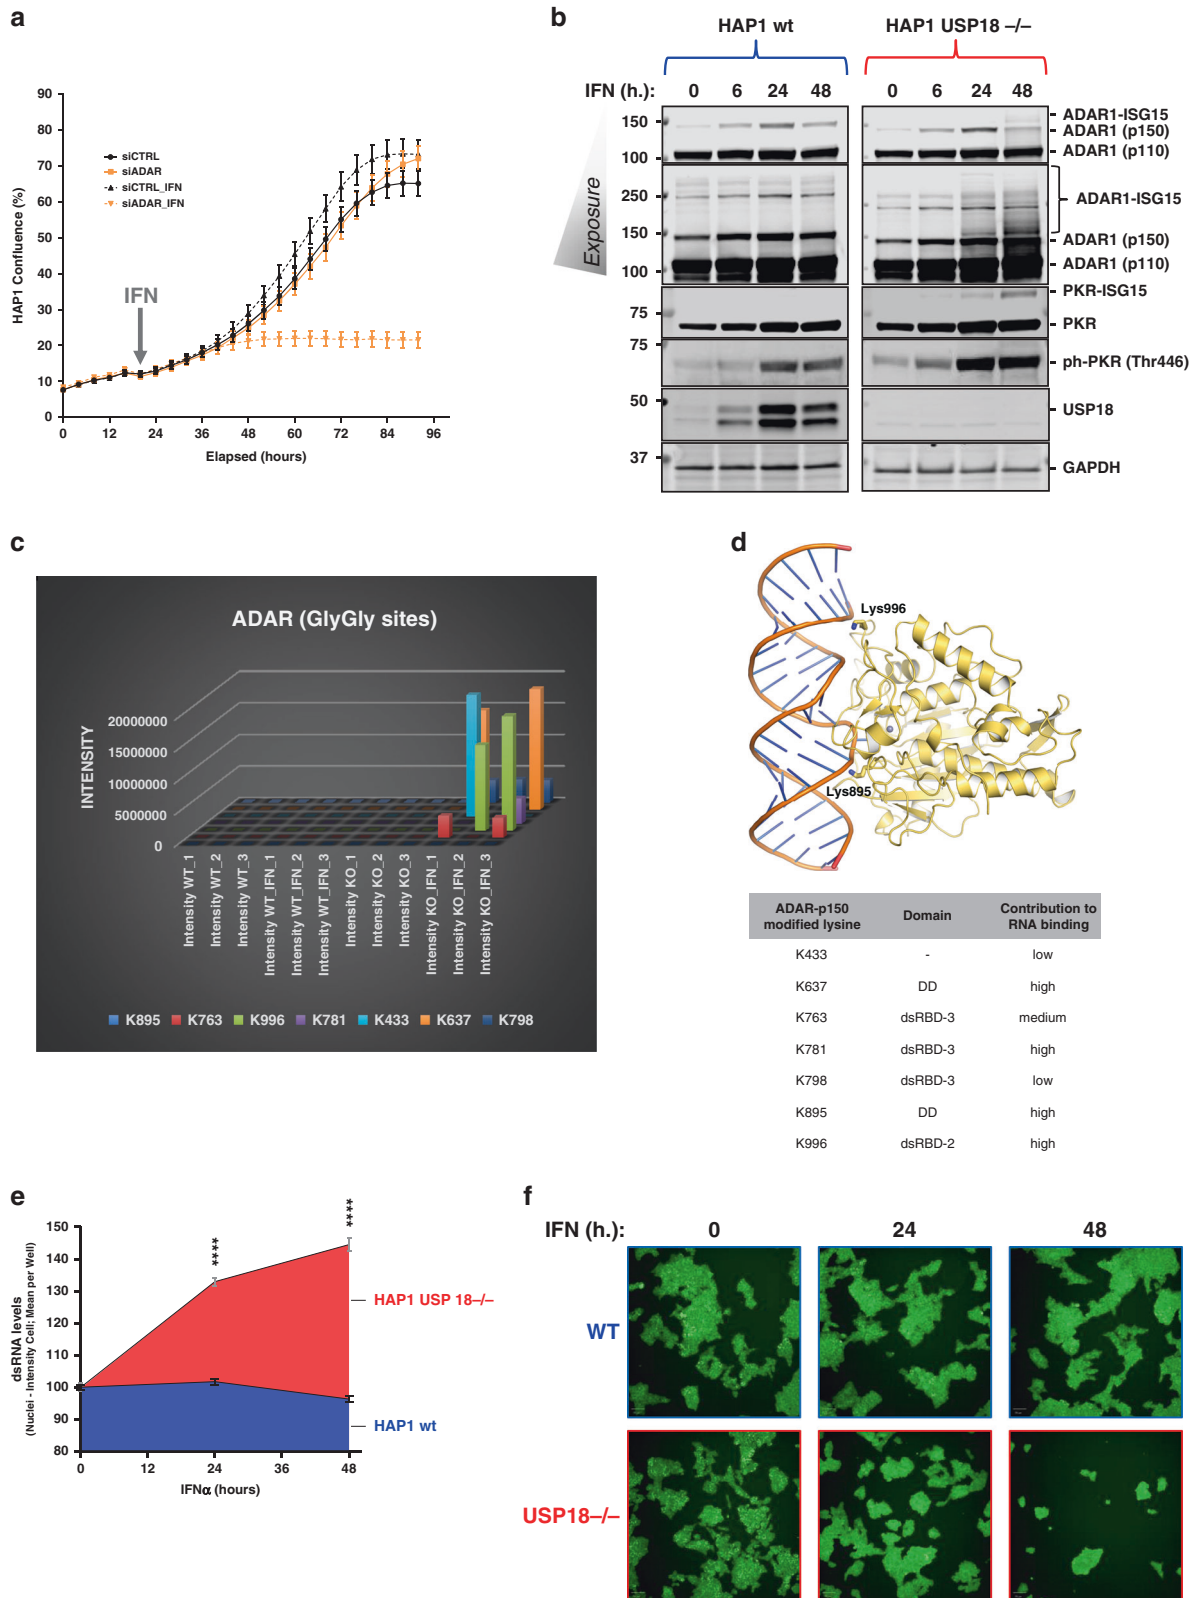 a
HAP1 Confluence (%)
90
80
70
60
50
40
30
20
10
0
siCTRL
siADAR
siCTRL_IFN
siADAR_IFN
IFN
0 12 24 36 48 60 72 84 96
Elapsed (hours)
b
HAP1 wt
HAP1 USP18 –/–
IFN (h.): 0 6 24 48 0 6 24 48
Exposure
150
100
250
150
100
75
75
50
37
ADAR1-ISG15
ADAR1 (p150)
ADAR1 (p110)
ADAR1-ISG15
ADAR1 (p150)
ADAR1 (p110)
PKR-ISG15
PKR
ph-PKR (Thr446)
USP18
GAPDH
c
ADAR (GlyGly sites)
INTENSITY
20000000
15000000
10000000
5000000
0
Intensity WT_1
Intensity WT_2
Intensity WT_3
Intensity WT_IFN_1
Intensity WT_IFN_2
Intensity WT_IFN_3
Intensity KO_1
Intensity KO_2
Intensity KO_3
Intensity KO_IFN_1
Intensity KO_IFN_2
Intensity KO_IFN_3
K895 K763 K996 K781 K433 K637 K798
d
Lys996
Lys895
ADAR-p150 modified lysine Domain Contribution to RNA binding
K433 - low
K637 DD high
K763 dsRBD-3 medium
K781 dsRBD-3 high
K798 dsRBD-3 low
K895 DD high
K996 dsRBD-2 high
e
dsRNA levels
(Nuclei - Intensity Cell; Mean per Well)
150
140
130
120
110
100
90
80
****
****
HAP1 USP 18–/–
HAP1 wt
0 12 24 36 48
IFNα (hours)
f
IFN (h.): 0 24 48
WT
USP18–/–